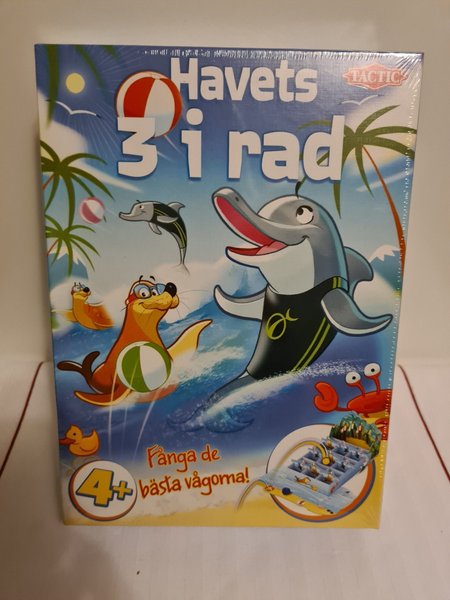 Havets
TACTIC
3 i rad
Fånga de
bästa vågorna!
4+